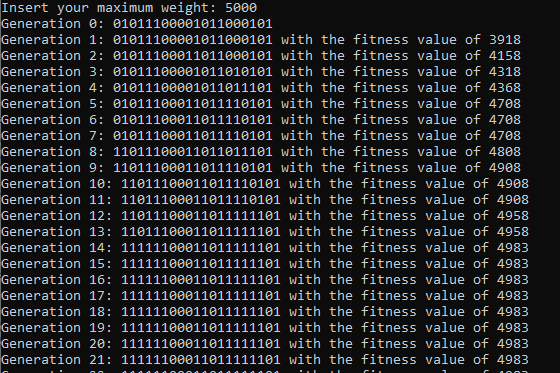 Insert your maximum weight: 5000
Generation 0: 01011100001011000101
Generation 1: 01011100001011000101 with the fitness value of 3918
Generation 2: 01011100011011000101 with the fitness value of 4158
Generation 3: 01011100001011010101 with the fitness value of 4318
Generation 4: 01011100001011011101 with the fitness value of 4368
Generation 5: 01011100011011110101 with the fitness value of 4708
Generation 6: 01011100011011110101 with the fitness value of 4708
Generation 7: 01011100011011110101 with the fitness value of 4708
Generation 8: 11011100011011011101 with the fitness value of 4808
Generation 9: 11011100011011110101 with the fitness value of 4908
Generation 10: 11011100011011110101 with the fitness value of 4908
Generation 11: 11011100011011110101 with the fitness value of 4908
Generation 12: 11011100011011111101 with the fitness value of 4958
Generation 13: 11011100011011111101 with the fitness value of 4958
Generation 14: 11111100011011111101 with the fitness value of 4983
Generation 15: 11111100011011111101 with the fitness value of 4983
Generation 16: 11111100011011111101 with the fitness value of 4983
Generation 17: 11111100011011111101 with the fitness value of 4983
Generation 18: 11111100011011111101 with the fitness value of 4983
Generation 19: 11111100011011111101 with the fitness value of 4983
Generation 20: 11111100011011111101 with the fitness value of 4983
Generation 21: 11111100011011111101 with the fitness value of 4983